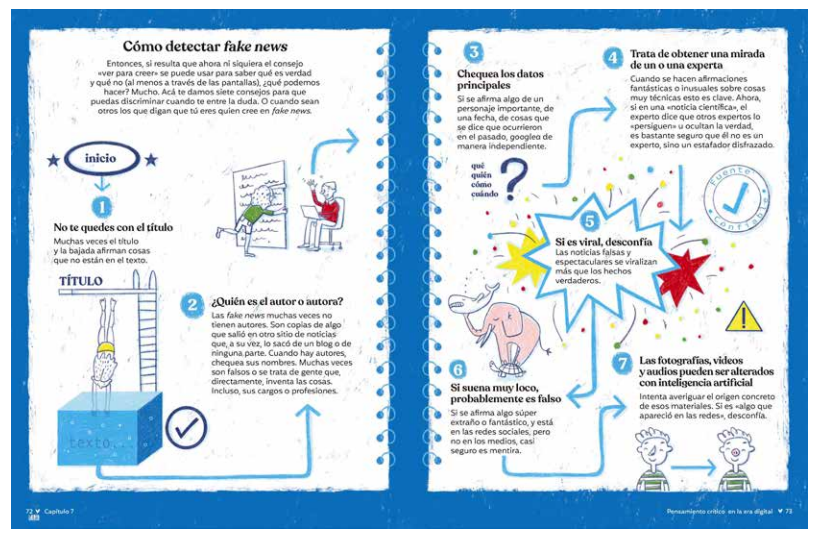 Cómo detectar fake news
Entonces, si resulta que ahora ni siquiera el consejo
«ver para creer» se puede usar para saber qué es verdad
y qué no (al menos a través de las pantallas), ¿qué podemos
hacer? Mucho. Acá te damos siete consejos para que
puedas discriminar cuando te entre la duda. O cuando sean
otros los que digan que tú eres quien cree en fake news.
inicio
1
No te quedes con el título
Muchas veces el título
y la bajada afirman cosas
que no están en el texto.
TÍTULO
texto...
2
¿Quién es el autor o autora?
Las fake news muchas veces no
tienen autores. Son copias de algo
que salió en otro sitio de noticias
que, a su vez, lo sacó de un blog o de
ninguna parte. Cuando hay autores,
chequea sus nombres. Muchas veces
son falsos o se trata de gente que,
directamente, inventa las cosas.
Incluso, sus cargos o profesiones.
72 Capítulo 7
3
Chequea los datos
principales
Si se afirma algo de un
personaje importante, de
una fecha, de cosas que
se dice que ocurrieron
en el pasado, googleo de
manera independiente.
qué
quién
cómo
cuándo
?
4
Trata de obtener una mirada
de un o una experta
Cuando se hacen afirmaciones
fantásticas o inusuales sobre cosas
muy técnicas esto es clave. Ahora,
si en una «noticia científica», el
experto dice que otros expertos lo
«persiguen» u ocultan la verdad,
es bastante seguro que él no es un
experto, sino un estafador disfrazado.
Fuente
Confiable
5
Si es viral, desconfía
Las noticias falsas y
espectaculares se viralizan
más que los hechos
verdaderos.
!
6
Si suena muy loco,
probablemente es falso
Si se afirma algo súper
extraño o fantástico, y está
en las redes sociales, pero
no en los medios, casi
seguro es mentira.
7
Las fotografías, videos
y audios pueden ser alterados
con inteligencia artificial
Intenta averiguar el origen concreto
de esos materiales. Si es «algo que
apareció en las redes», desconfía.
Pensamiento crítico en la era digital 73